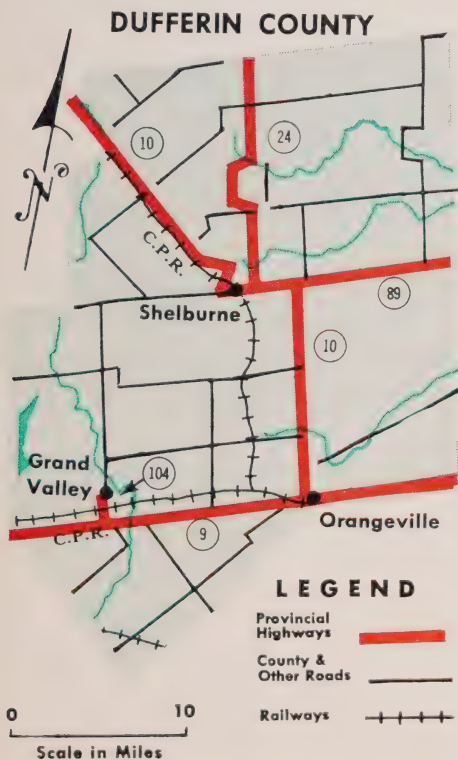 DUFFERIN COUNTY
N
10
24
C.P.R.
Shelburne
89
10
Grand
Valley
104
C.P.R.
9
Orangeville
LEGEND
Provincial
Highways
County &
Other Roads
Railways
0 10
Scale in Miles